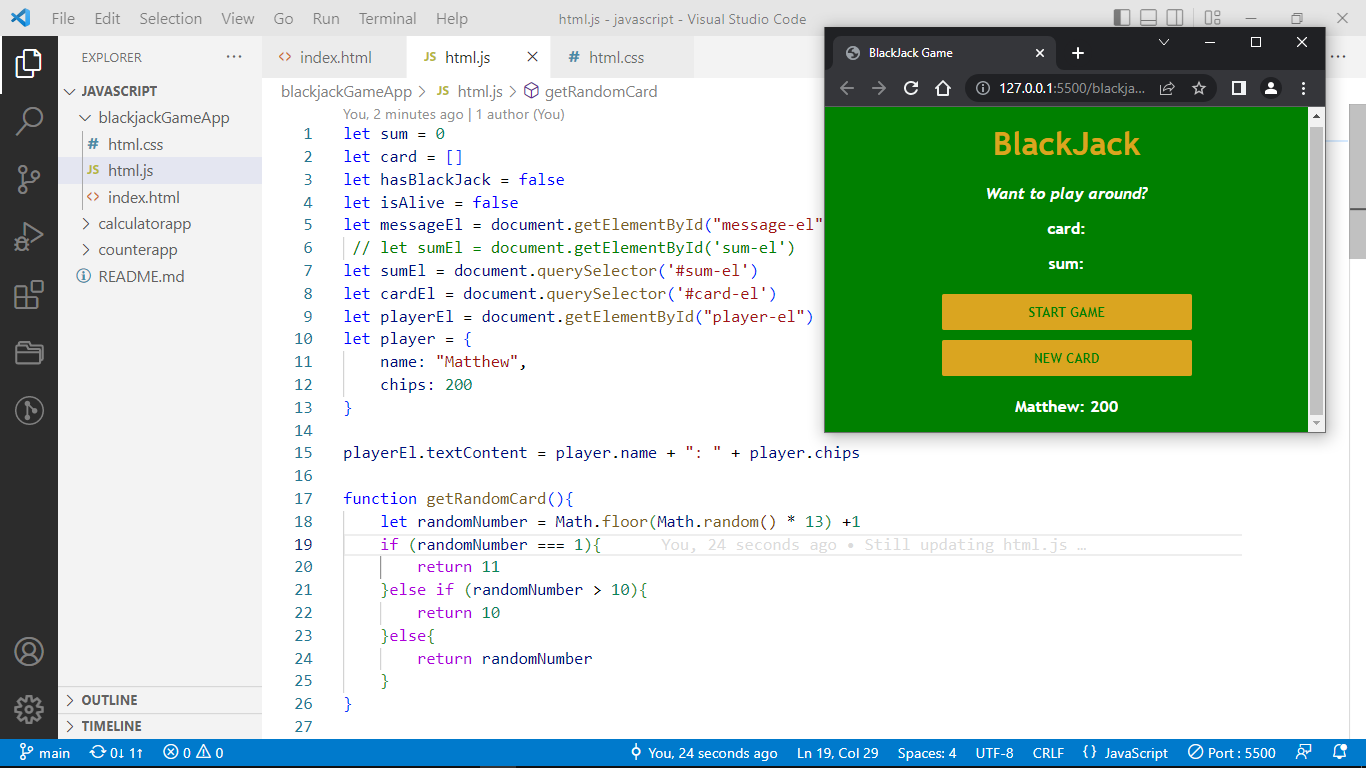 File Edit Selection View Go Run Terminal Help html.js - javascript - Visual Studio Code
EXPLORER
JAVASCRIPT
blackjackGameApp
# html.css
JS html.js
<> index.html
calculatorapp
counterapp
README.md
OUTLINE
TIMELINE
<> index.html JS html.js # html.css
blackjackGameApp > JS html.js > getRandomCard
You, 2 minutes ago | 1 author (You)
1 let sum = 0
2 let card = []
3 let hasBlackJack = false
4 let isAlive = false
5 let messageEl = document.getElementById("message-el"
6 // let sumEl = document.getElementById('sum-el')
7 let sumEl = document.querySelector('#sum-el')
8 let cardEl = document.querySelector('#card-el')
9 let playerEl = document.getElementById("player-el")
10 let player = {
11 name: "Matthew",
12 chips: 200
13 }
14
15 playerEl.textContent = player.name + ": " + player.chips
16
17 function getRandomCard(){
18 let randomNumber = Math.floor(Math.random() * 13) +1
19 if (randomNumber === 1){ You, 24 seconds ago • Still updating html.js …
20 return 11
21 }else if (randomNumber > 10){
22 return 10
23 }else{
24 return randomNumber
25 }
26 }
27
BlackJack Game
127.0.0.1:5500/blackja...
BlackJack
Want to play around?
card:
sum:
START GAME
NEW CARD
Matthew: 200
main 0↓ 1↑ 0 0 You, 24 seconds ago Ln 19, Col 29 Spaces: 4 UTF-8 CRLF {} JavaScript Port : 5500